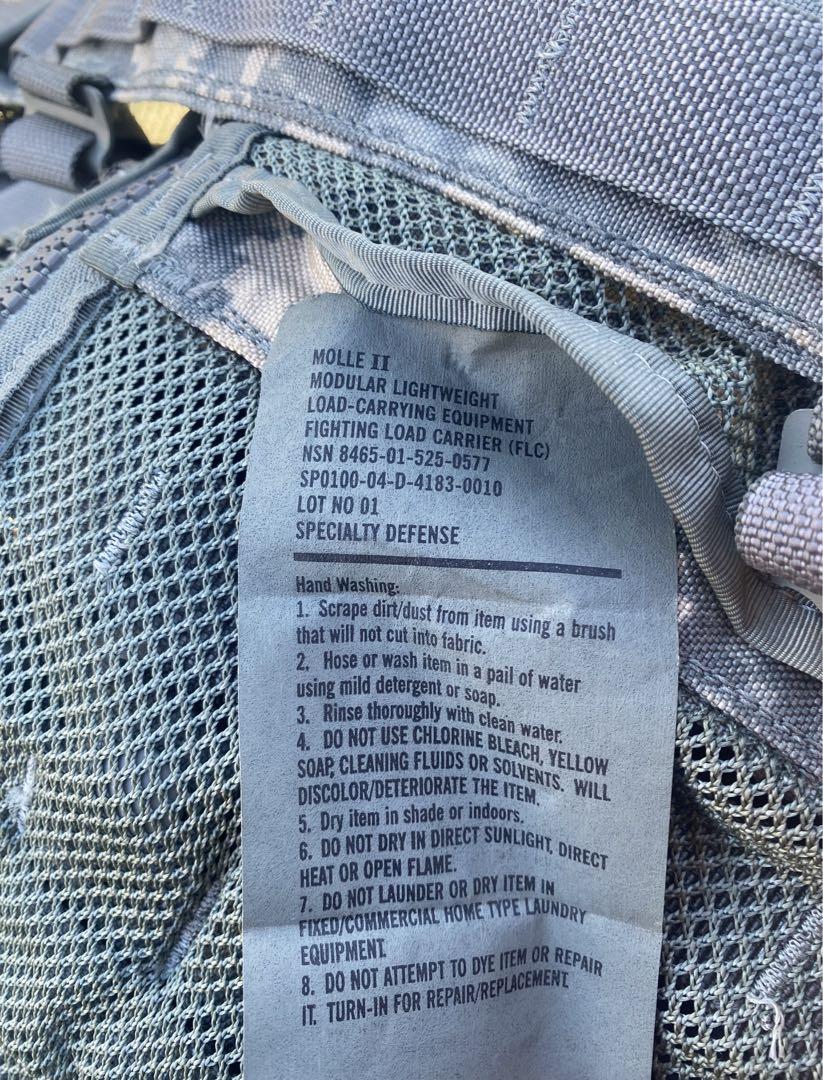 MOLLE II
MODULAR LIGHTWEIGHT
LOAD-CARRYING EQUIPMENT
FIGHTING LOAD CARRIER (FLC)
NSN 8465-01-525-0577
SP0100-04-D-4183-0010
LOT NO 01
SPECIALTY DEFENSE
Hand Washing:
1. Scrape dirt/dust from item using a brush
that will not cut into fabric.
2. Hose or wash item in a pail of water
using mild detergent or soap.
3. Rinse thoroughly with clean water.
4. DO NOT USE CHLORINE BLEACH, YELLOW
SOAP, CLEANING FLUIDS OR SOLVENTS. WILL
DISCOLOR/DETERIORATE THE ITEM.
5. Dry item in shade or indoors.
6. DO NOT DRY IN DIRECT SUNLIGHT, DIRECT
HEAT OR OPEN FLAME.
7. DO NOT LAUNDER OR DRY ITEM IN
FIXED/COMMERCIAL HOME TYPE LAUNDRY
EQUIPMENT.
8. DO NOT ATTEMPT TO DYE ITEM OR REPAIR
IT. TURN-IN FOR REPAIR/REPLACEMENT.